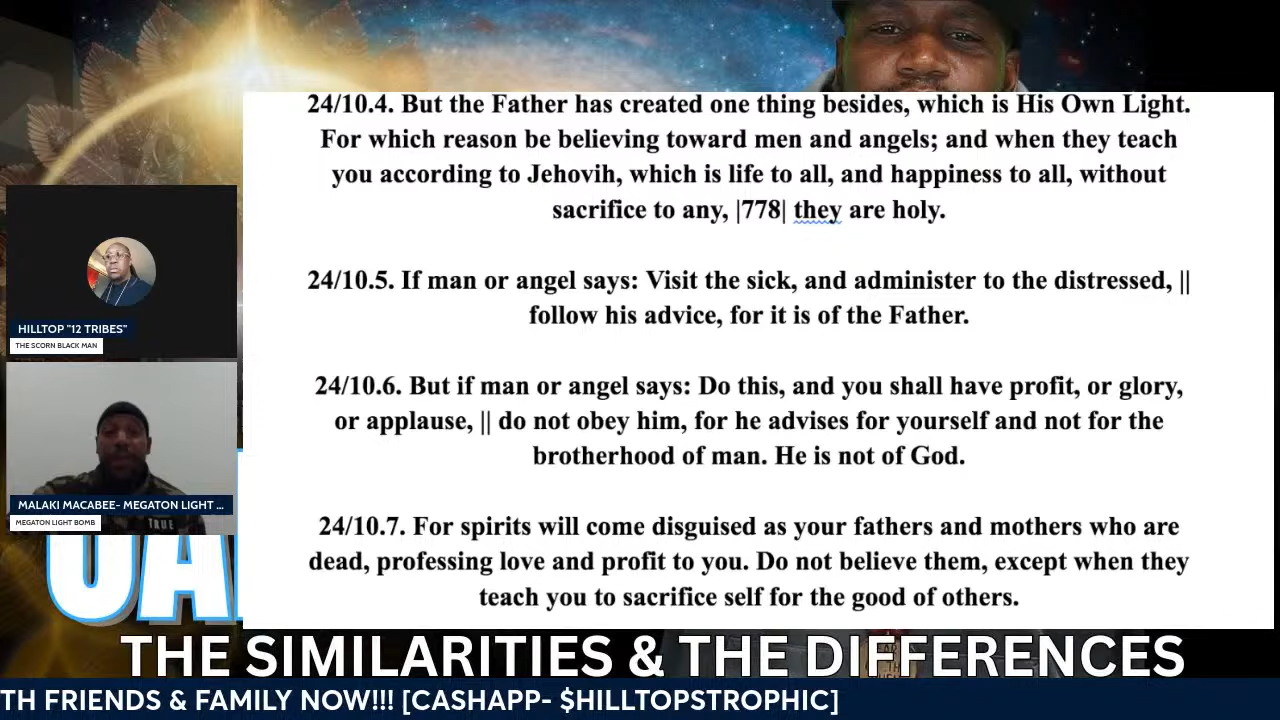 24/10.4. But the Father has created one thing besides, which is His Own Light.
For which reason be believing toward men and angels; and when they teach
you according to Jehovih, which is life to all, and happiness to all, without
sacrifice to any, |778| they are holy.
24/10.5. If man or angel says: Visit the sick, and administer to the distressed, ||
follow his advice, for it is of the Father.
24/10.6. But if man or angel says: Do this, and you shall have profit, or glory,
or applause, || do not obey him, for he advises for yourself and not for the
brotherhood of man. He is not of God.
24/10.7. For spirits will come disguised as your fathers and mothers who are
dead, professing love and profit to you. Do not believe them, except when they
teach you to sacrifice self for the good of others.
HILLTOP "12 TRIBES"
THE SCORN BLACK MAN
TRUE
MALAKI MACABEE- MEGATON LIGHT ...
MEGATON LIGHT BOMB
THE SIMILARITIES & THE DIFFERENCES
TH FRIENDS & FAMILY NOW!!! [CASHAPP- $HILLTOPSTROPHIC]